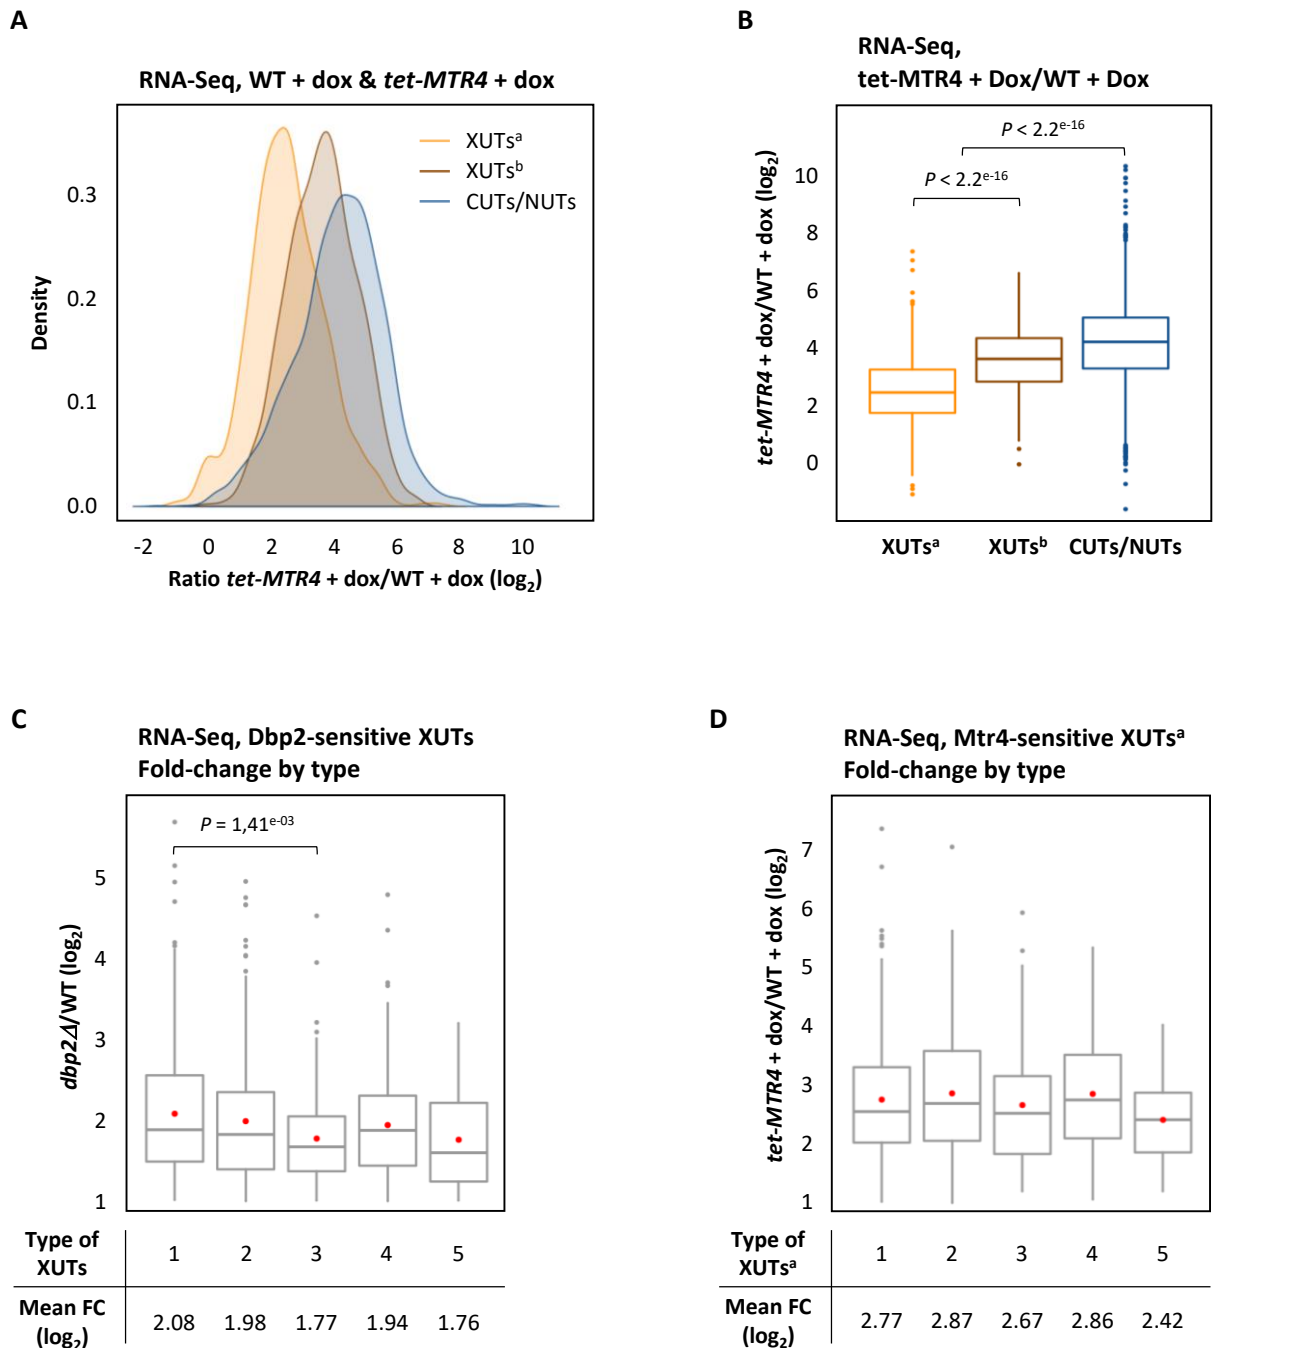 A
RNA-Seq, WT + dox & tet-MTR4 + dox
XUTsᵃ
XUTsᵇ
CUTs/NUTs
Density
0.3
0.2
0.1
0.0
-2 0 2 4 6 8 10
Ratio tet-MTR4 + dox/WT + dox (log₂)
B
RNA-Seq,
tet-MTR4 + Dox/WT + Dox
P < 2.2ᵉ⁻¹⁶
P < 2.2ᵉ⁻¹⁶
tet-MTR4 + dox/WT + dox (log₂)
10
8
6
4
2
0
XUTsᵃ XUTsᵇ CUTs/NUTs
C
RNA-Seq, Dbp2-sensitive XUTs
Fold-change by type
P = 1,41ᵉ⁻⁰³
dbp2Δ/WT (log₂)
5
4
3
2
1
Type of
XUTs
1 2 3 4 5
Mean FC
(log₂)
2.08 1.98 1.77 1.94 1.76
D
RNA-Seq, Mtr4-sensitive XUTsᵃ
Fold-change by type
tet-MTR4 + dox/WT + dox (log₂)
7
6
5
4
3
2
1
Type of
XUTsᵃ
1 2 3 4 5
Mean FC
(log₂)
2.77 2.87 2.67 2.86 2.42